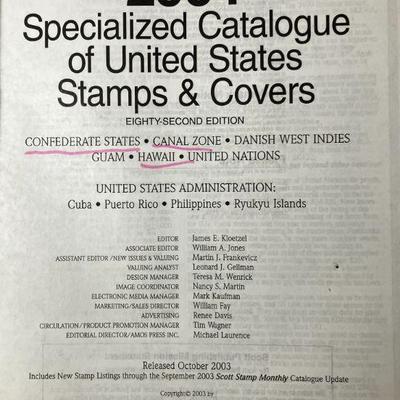 Specialized Catalogue
of United States
Stamps & Covers
EIGHTY-SECOND EDITION
CONFEDERATE STATES • CANAL ZONE • DANISH WEST INDIES
GUAM • HAWAII • UNITED NATIONS
UNITED STATES ADMINISTRATION:
Cuba • Puerto Rico • Philippines • Ryukyu Islands
EDITOR James E. Kloetzel
ASSOCIATE EDITOR William A. Jones
ASSISTANT EDITOR /NEW ISSUES & VALUING Martin J. Frankevicz
VALUING ANALYST Leonard J. Gellman
DESIGN MANAGER Teresa M. Wenrick
IMAGE COORDINATOR Nancy S. Martin
ELECTRONIC MEDIA MANAGER Mark Kaufman
MARKETING/SALES DIRECTOR William Fay
ADVERTISING Renee Davis
CIRCULATION/PRODUCT PROMOTION MANAGER Tim Wagner
EDITORIAL DIRECTOR/AMOS PRESS INC. Michael Laurence
Released October 2003
Includes New Stamp Listings through the September 2003 Scott Stamp Monthly Catalogue Update
Copyright© 2003 by